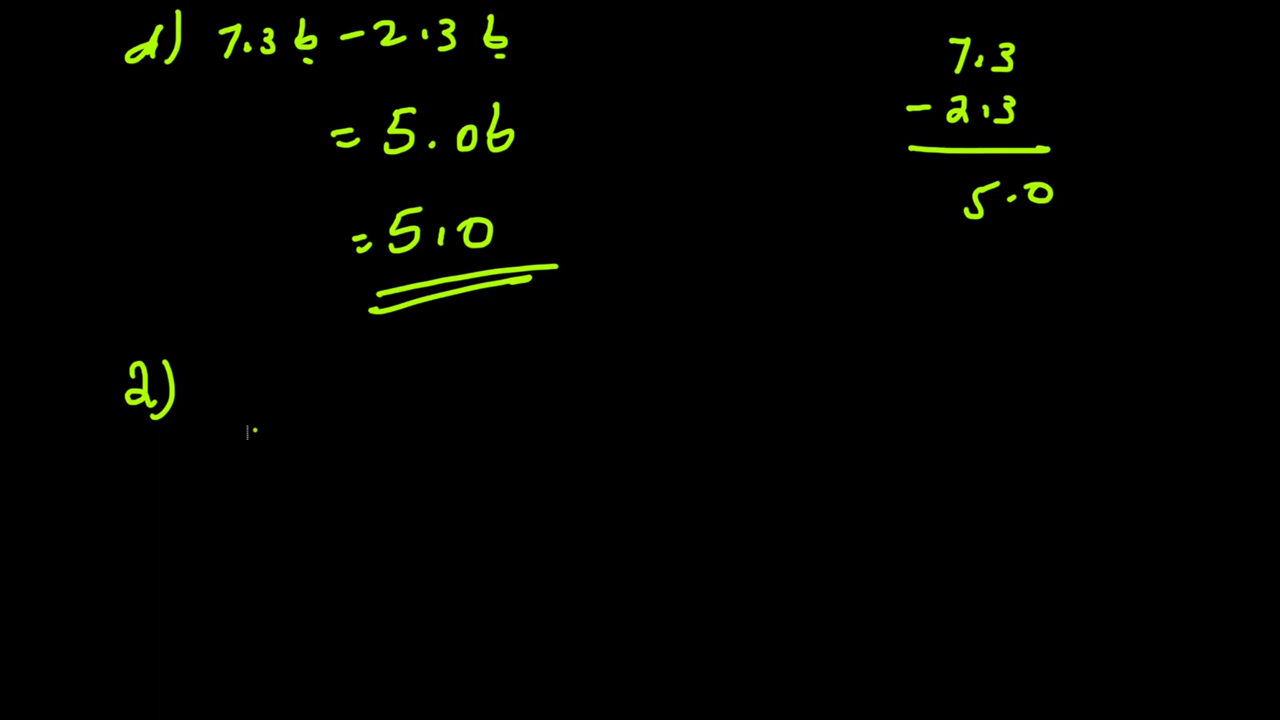 d) 7.3 b - 2.3 b
= 5.0b
= 5.0
2)
7.3
- 2.3
5.0